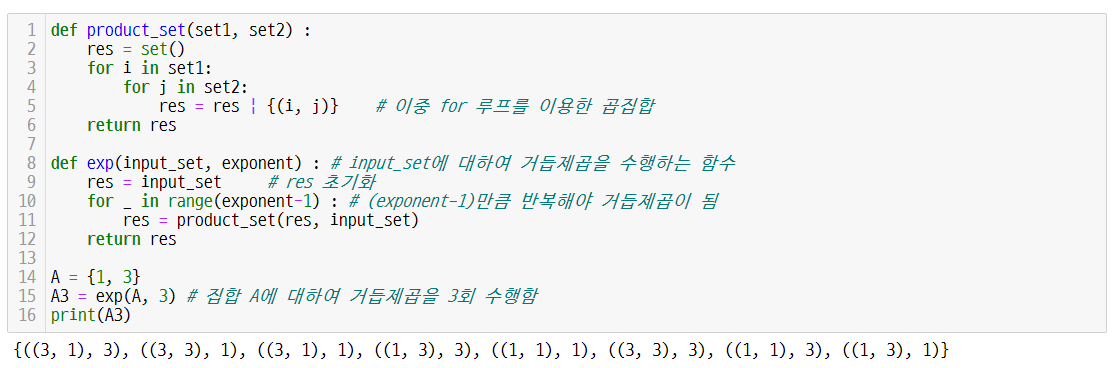 1 def product_set(set1, set2) :
2     res = set()
3     for i in set1:
4         for j in set2:
5             res = res | {(i, j)}    # 이중 for 루프를 이용한 곱집합
6     return res
7
8 def exp(input_set, exponent) : # input_set에 대하여 거듭제곱을 수행하는 함수
9     res = input_set     # res 초기화
10     for _ in range(exponent-1) : # (exponent-1)만큼 반복해야 거듭제곱이 됨
11         res = product_set(res, input_set)
12     return res
13
14 A = {1, 3}
15 A3 = exp(A, 3) # 집합 A에 대하여 거듭제곱을 3회 수행함
16 print(A3)
{((3, 1), 3), ((3, 3), 1), ((3, 1), 1), ((1, 3), 3), ((1, 1), 1), ((3, 3), 3), ((1, 1), 3), ((1, 3), 1)}